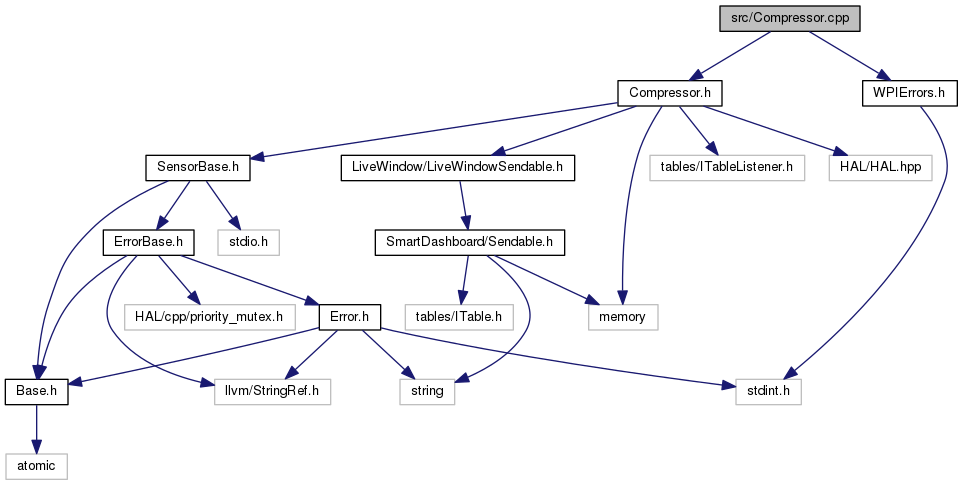 src/Compressor.cpp
Compressor.h
WPIErrors.h
SensorBase.h
LiveWindow/LiveWindowSendable.h
tables/ITableListener.h
HAL/HAL.hpp
ErrorBase.h
stdio.h
SmartDashboard/Sendable.h
HAL/cpp/priority_mutex.h
Error.h
tables/ITable.h
memory
Base.h
llvm/StringRef.h
string
stdint.h
atomic